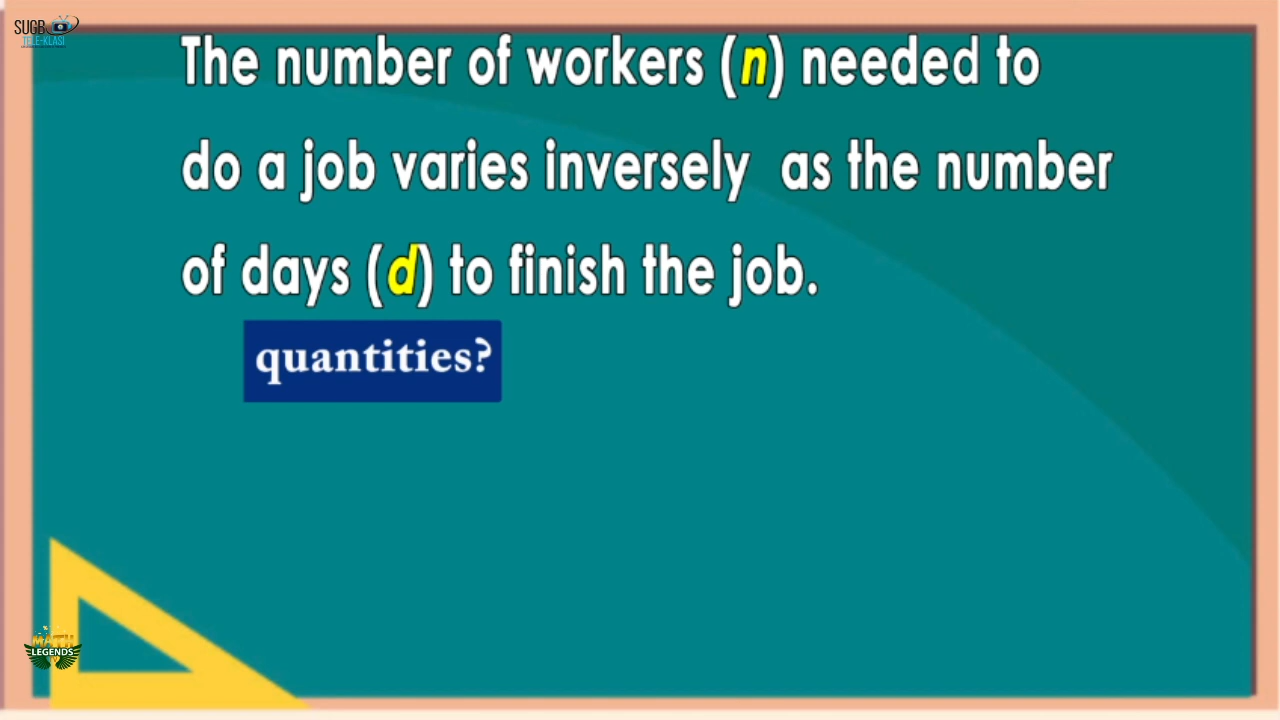 SUGB
TELE-KLASI
The number of workers (n) needed to
do a job varies inversely as the number
of days (d) to finish the job.
quantities?
MATH
LEGENDS